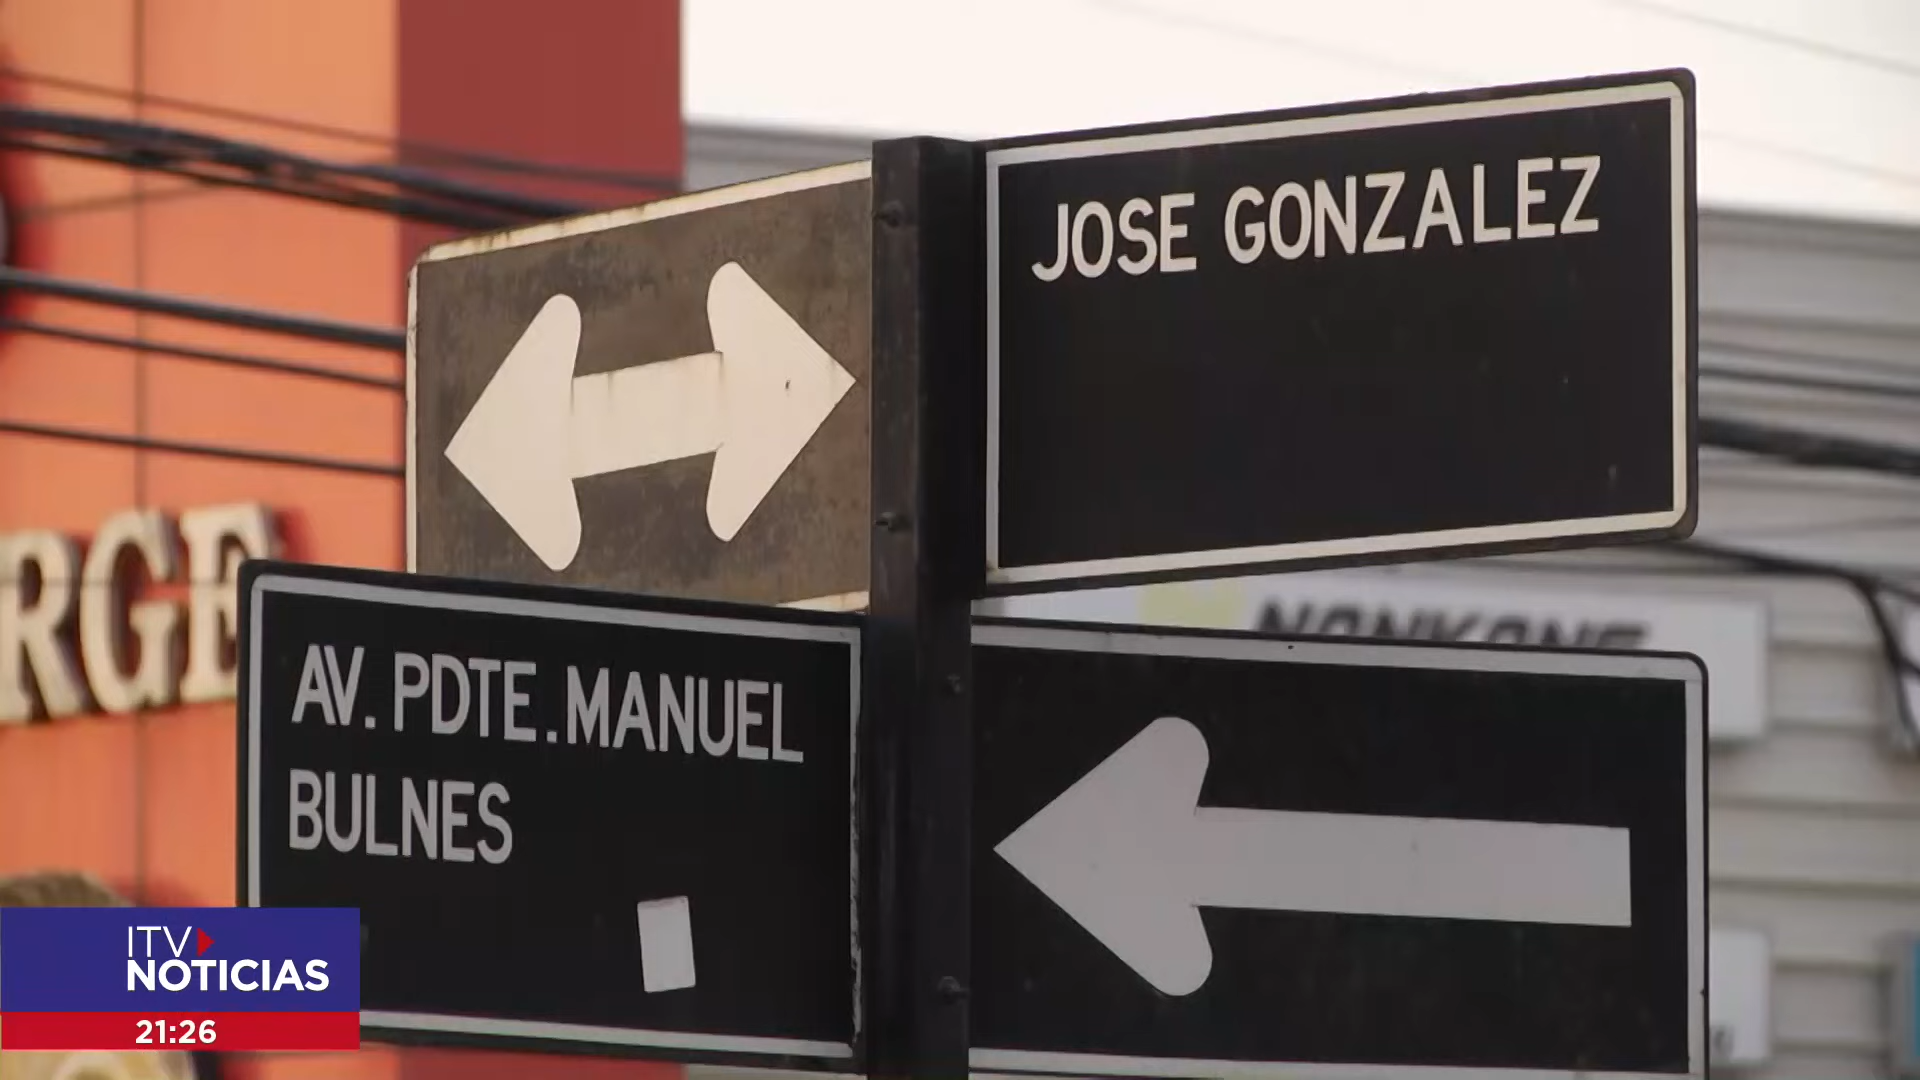 JOSE GONZALEZ
RGE
AV. PDTE. MANUEL
BULNES
ITV
NOTICIAS
21:26